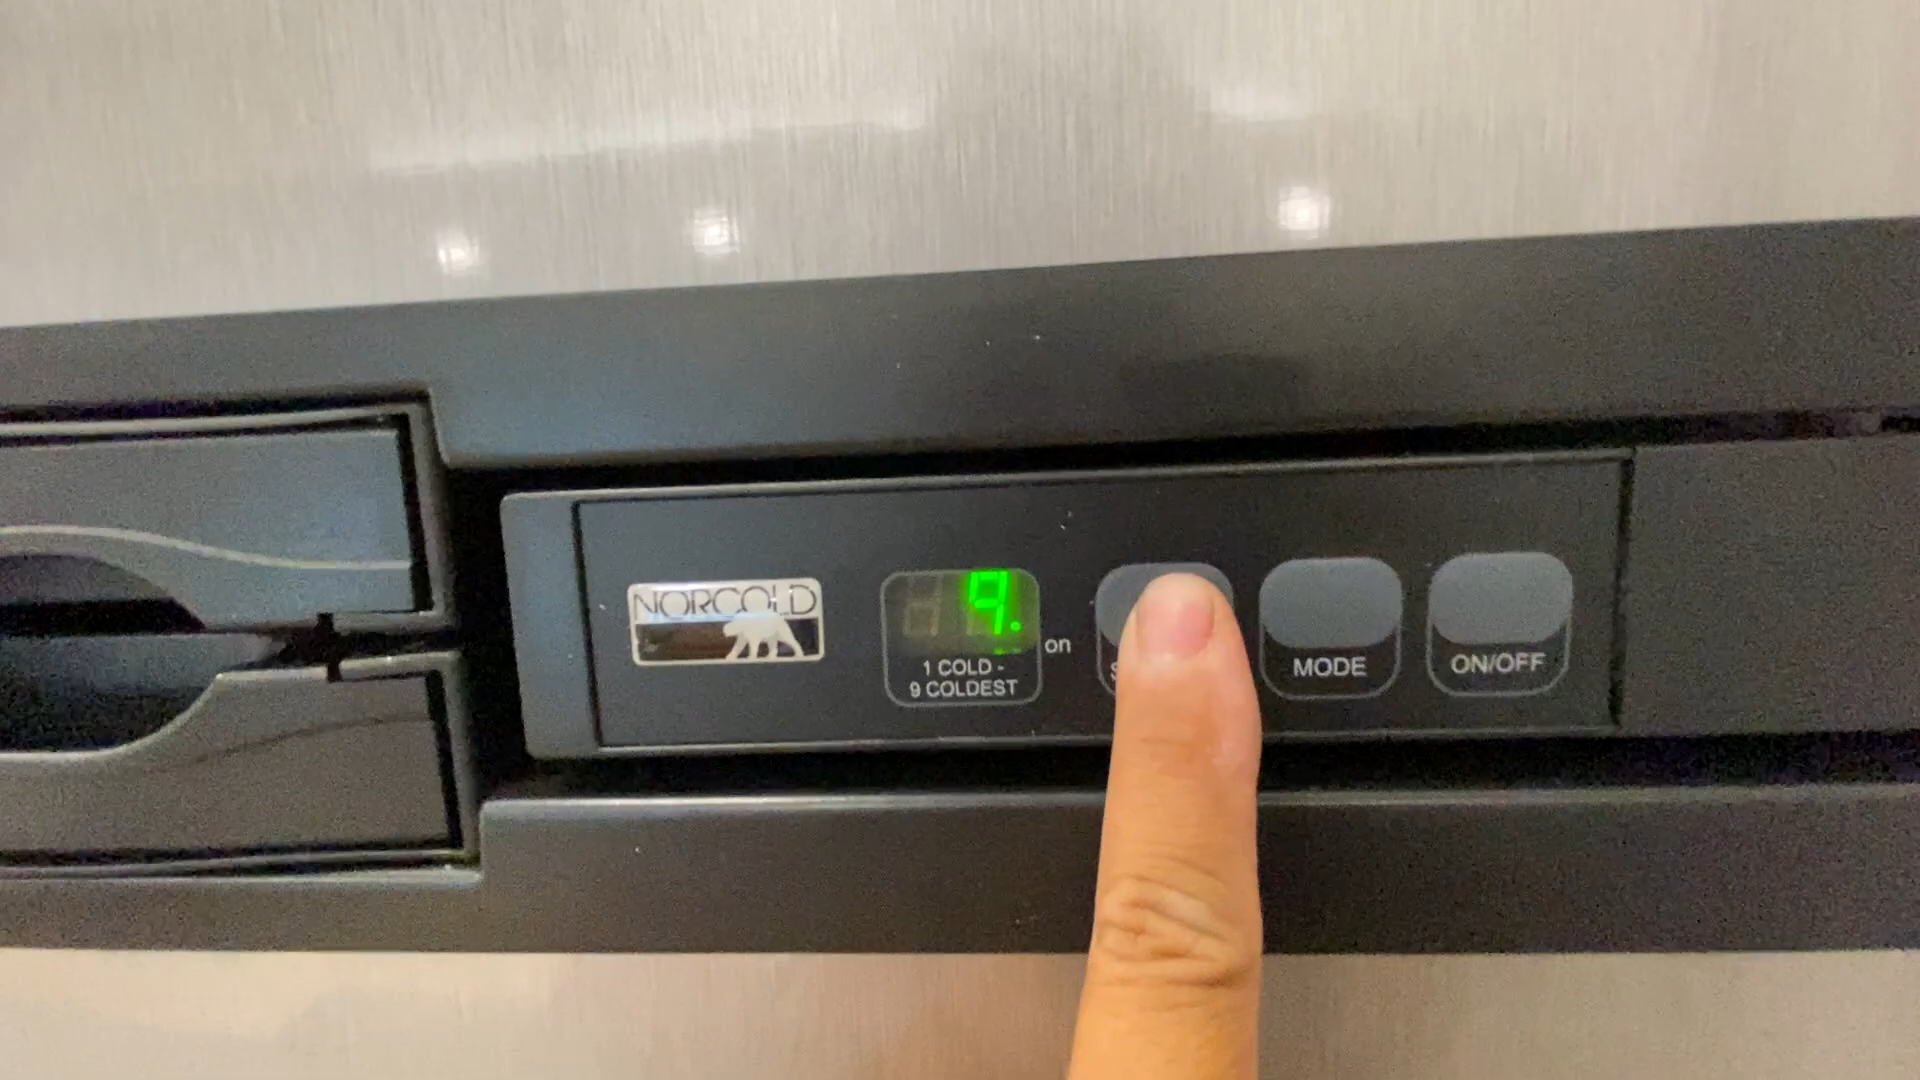 NORCOLD
9.
on
1 COLD -
9 COLDEST
MODE
ON/OFF